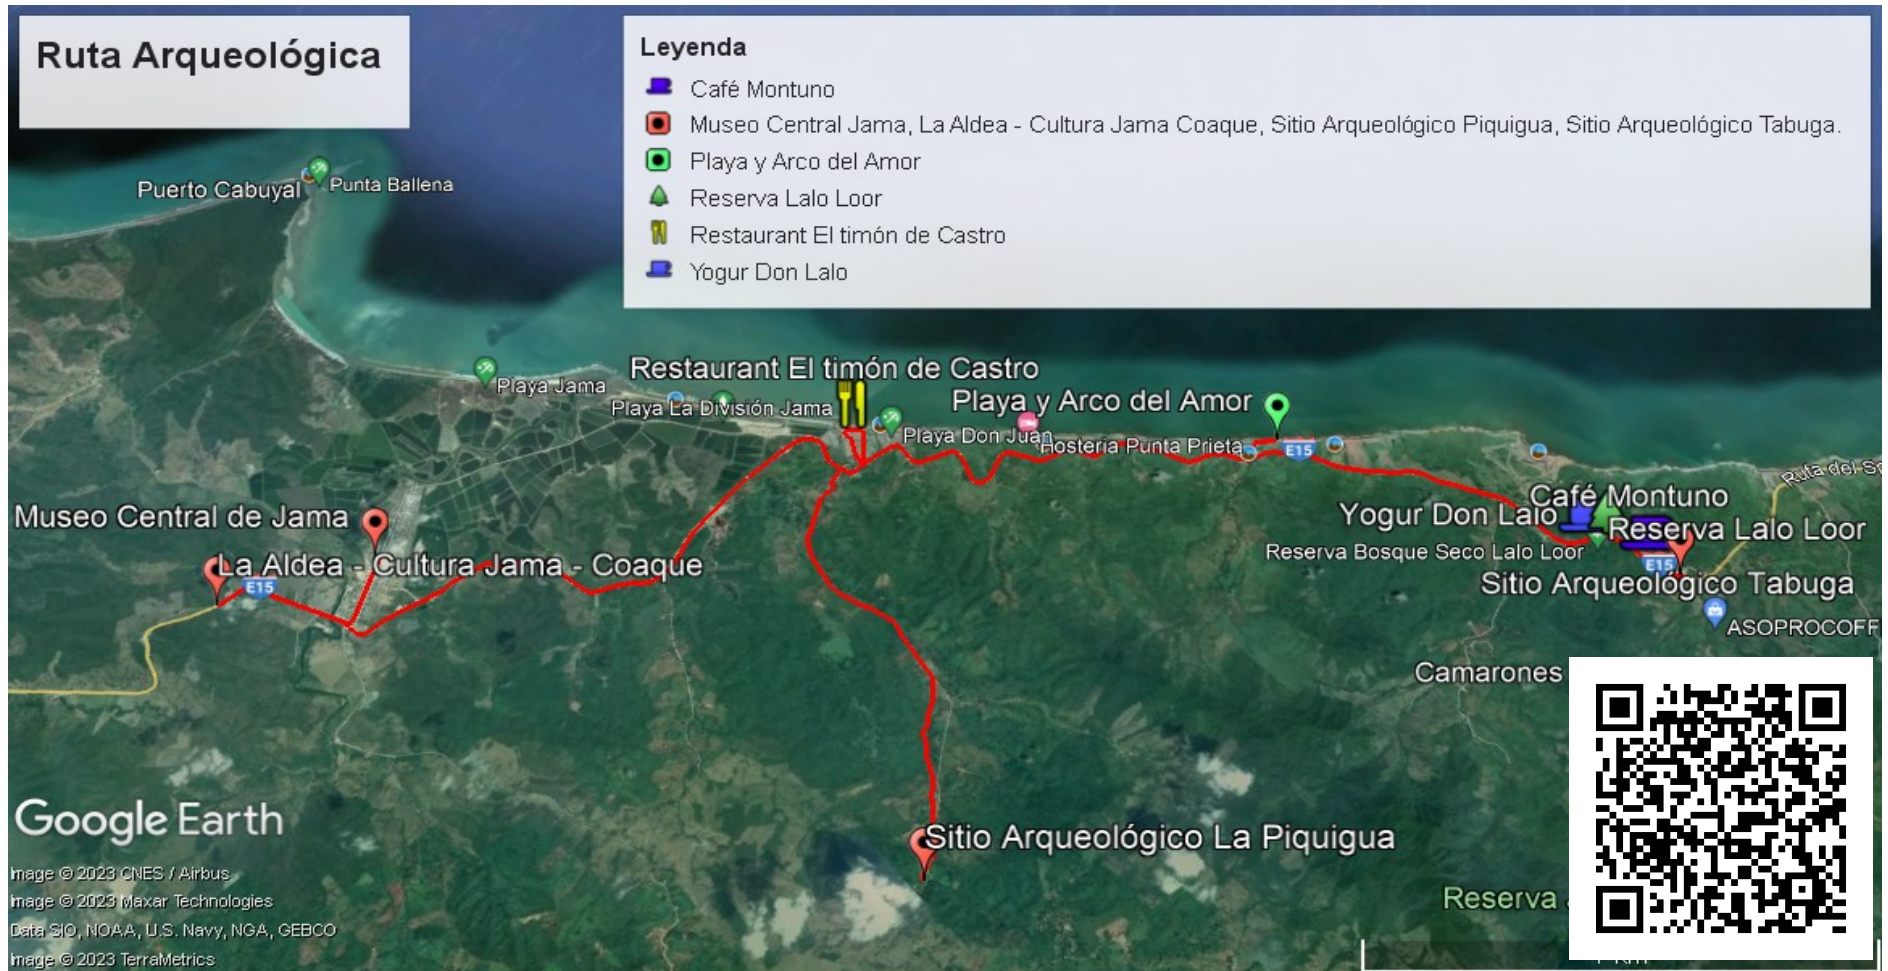 Ruta Arqueológica
Leyenda
Café Montuno
Museo Central Jama, La Aldea - Cultura Jama Coaque, Sitio Arqueológico Piquigua, Sitio Arqueológico Tabuga.
Playa y Arco del Amor
Reserva Lalo Loor
Restaurant El timón de Castro
Yogur Don Lalo
Puerto Cabuyal
Punta Ballena
Restaurant El timón de Castro
Playa Jama
Playa La División Jama
Playa y Arco del Amor
Playa Don Juan
Hosteria Punta Prieta
E15
Ruta del
Café Montuno
Yogur Don Lalo
Reserva Lalo Loor
Museo Central de Jama
Reserva Bosque Seco Lalo Loor
La Aldea - Cultura Jama - Coaque
E15
E15
Sitio Arqueológico Tabuga
ASOPROCOFF
Camarones
Google Earth
Sitio Arqueológico La Piquigua
Image © 2023 CNES / Airbus
Image © 2023 Maxar Technologies
Data SIO, NOAA, U.S. Navy, NGA, GEBCO
Image © 2023 TerraMetrics
Reserva